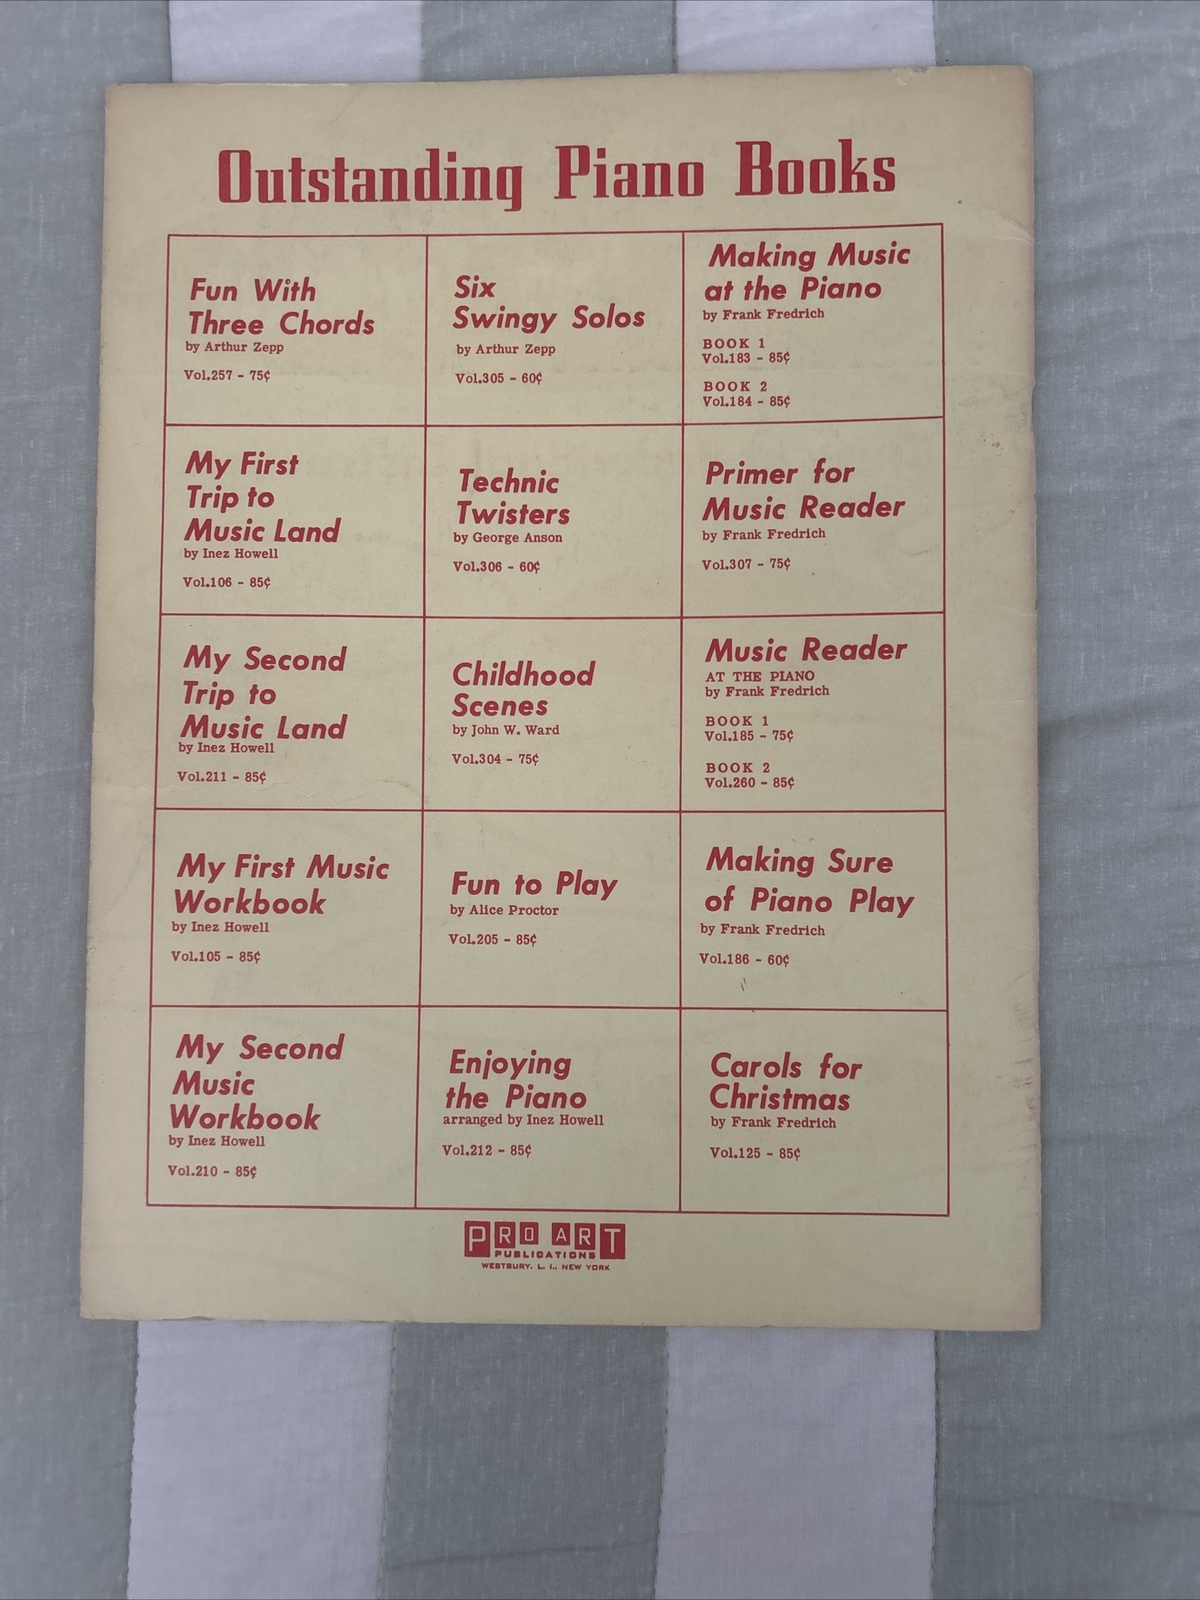 Outstanding Piano Books
Fun With
Three Chords
by Arthur Zepp
Vol.257 - 75¢
Six
Swingy Solos
by Arthur Zepp
Vol.305 - 60¢
Making Music
at the Piano
by Frank Fredrich
BOOK 1
Vol.183 - 85¢
BOOK 2
Vol.184 - 85¢
My First
Trip to
Music Land
by Inez Howell
Vol.106 - 85¢
Technic
Twisters
by George Anson
Vol.306 - 60¢
Primer for
Music Reader
by Frank Fredrich
Vol.307 - 75¢
My Second
Trip to
Music Land
by Inez Howell
Vol.211 - 85¢
Childhood
Scenes
by John W. Ward
Vol.304 - 75¢
Music Reader
AT THE PIANO
by Frank Fredrich
BOOK 1
Vol.185 - 75¢
BOOK 2
Vol.260 - 85¢
My First Music
Workbook
by Inez Howell
Vol.105 - 85¢
Fun to Play
by Alice Proctor
Vol.205 - 85¢
Making Sure
of Piano Play
by Frank Fredrich
Vol.186 - 60¢
My Second
Music
Workbook
by Inez Howell
Vol.210 - 85¢
Enjoying
the Piano
arranged by Inez Howell
Vol.212 - 85¢
Carols for
Christmas
by Frank Fredrich
Vol.125 - 85¢
PRO ART
PUBLICATIONS
WESTBURY, L. I., NEW YORK